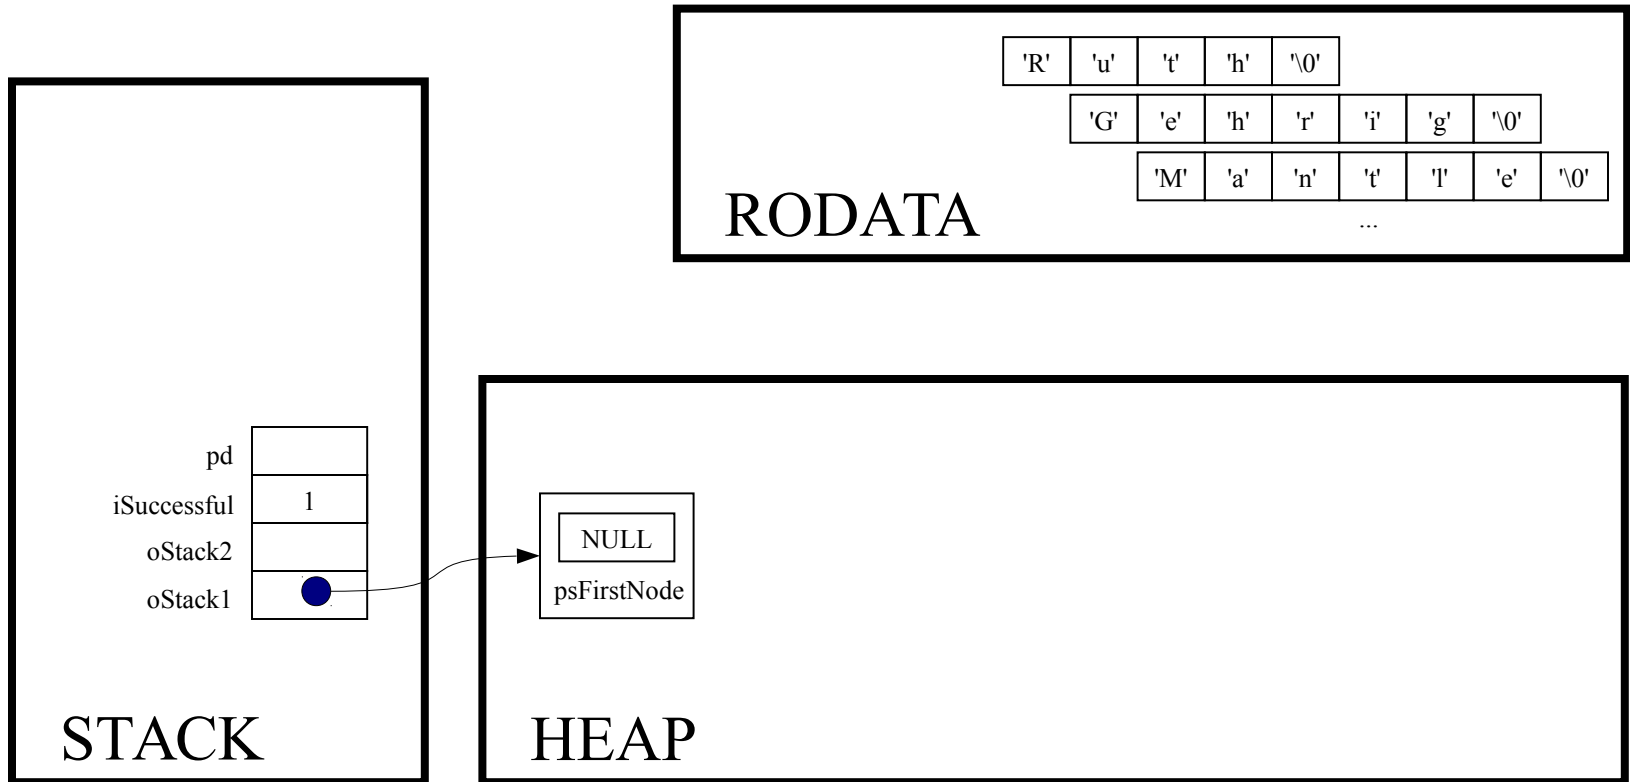 'R' 'u' 't' 'h' '\0'
'G' 'e' 'h' 'r' 'i' 'g' '\0'
'M' 'a' 'n' 't' 'l' 'e' '\0'
...
RODATA
pd
iSuccessful 1
oStack2
oStack1
STACK
NULL
psFirstNode
HEAP